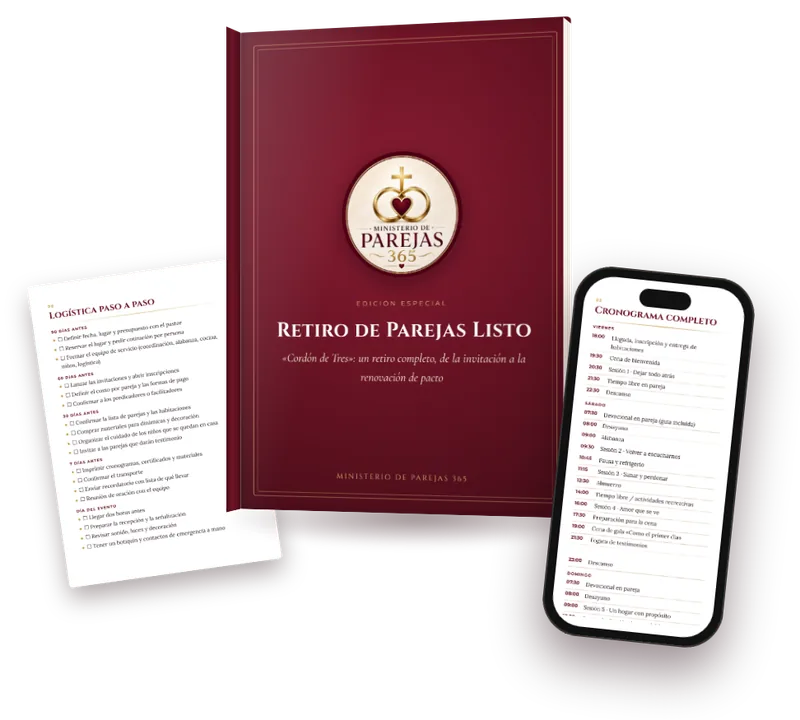 MINISTERIO DE
PAREJAS
365
EDICIÓN ESPECIAL
RETIRO DE PAREJAS LISTO
«Cordón de Tres»: un retiro completo, de la invitación a la
renovación de pacto
MINISTERIO DE PAREJAS 365
LOGÍSTICA PASO A PASO
90 DÍAS ANTES
Definir fecha, lugar y presupuesto con el pastor
Reservar el lugar y pedir cotización por persona
Formar el equipo de servicio (coordinación, alabanza, cocina,
niños, logística)
60 DÍAS ANTES
Lanzar las invitaciones y abrir inscripciones
Definir el costo por pareja y las formas de pago
Confirmar a los predicadores o facilitadores
30 DÍAS ANTES
Confirmar la lista de parejas y las habitaciones
Comprar materiales para dinámicas y decoración
Organizar el cuidado de los niños que se quedan en casa
Invitar a las parejas que darán testimonio
7 DÍAS ANTES
Imprimir cronogramas, certificados y materiales
Confirmar el transporte
Enviar recordatorio con lista de qué llevar
Reunión de oración con el equipo
DÍA DEL EVENTO
Llegar dos horas antes
Preparar la recepción y la señalización
Revisar sonido, luces y decoración
Tener un botiquín y contactos de emergencia a mano
CRONOGRAMA COMPLETO
VIERNES
18:00 Llegada, inscripción y entrega de
habitaciones
19:30 Cena de bienvenida
20:30 Sesión 1 · Dejar todo atrás
21:30 Tiempo libre en pareja
22:30 Descanso
SÁBADO
07:30 Devocional en pareja (guía incluida)
08:00 Desayuno
09:00 Alabanza
09:30 Sesión 2 · Volver a escucharnos
10:45 Pausa y refrigerio
11:15 Sesión 3 · Sanar y perdonar
12:30 Almuerzo
14:00 Tiempo libre / actividades recreativas
16:00 Sesión 4 · Amor que se ve
17:30 Preparación para la cena
19:00 Cena de gala «Como el primer día»
21:30 Fogata de testimonios
22:00 Descanso
DOMINGO
07:30 Devocional en pareja
08:00 Desayuno
09:00 Sesión 5 · Un hogar con propósito